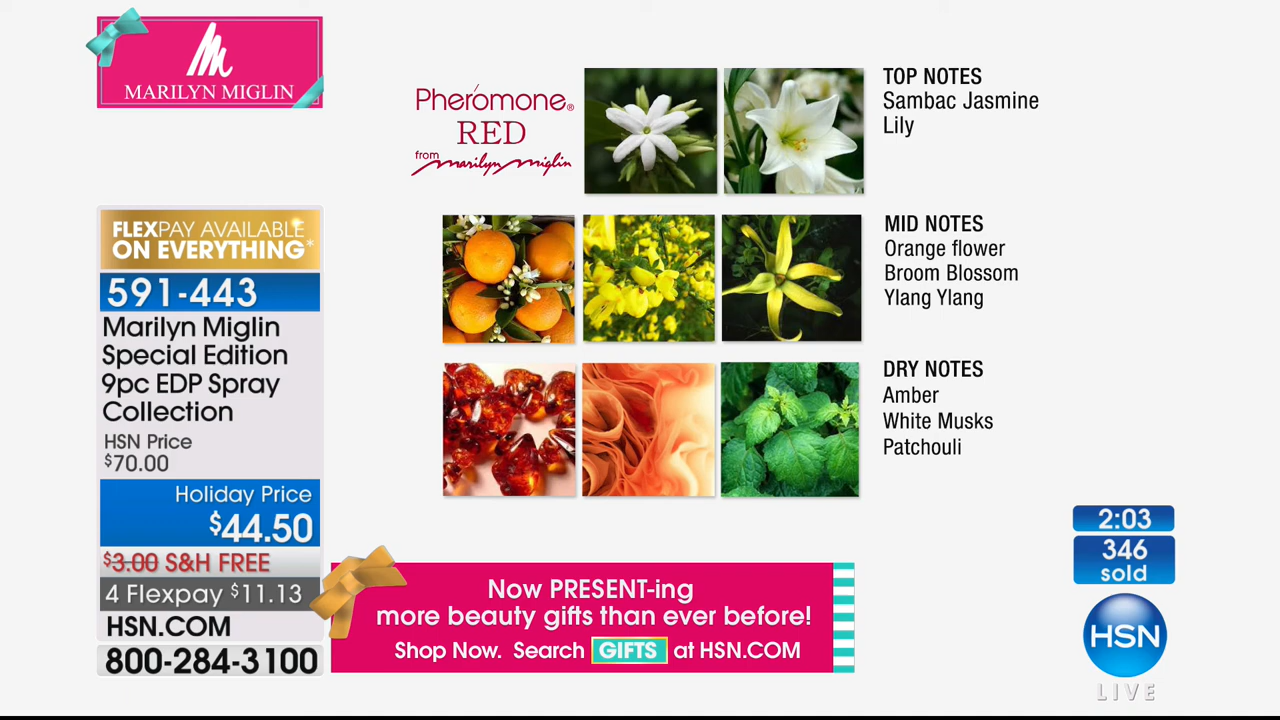 M
MARILYN MIGLIN
FLEXPAY AVAILABLE
ON EVERYTHING*
591-443
Marilyn Miglin
Special Edition
9pc EDP Spray
Collection
HSN Price
$70.00
Holiday Price
$44.50
$3.00 S&H FREE
4 Flexpay $11.13
HSN.COM
800-284-3100
Pheromone®
RED
from marilyn miglin
TOP NOTES
Sambac Jasmine
Lily
MID NOTES
Orange flower
Broom Blossom
Ylang Ylang
DRY NOTES
Amber
White Musks
Patchouli
Now PRESENT-ing
more beauty gifts than ever before!
Shop Now. Search GIFTS at HSN.COM
2:03
346
sold
HSN
LIVE